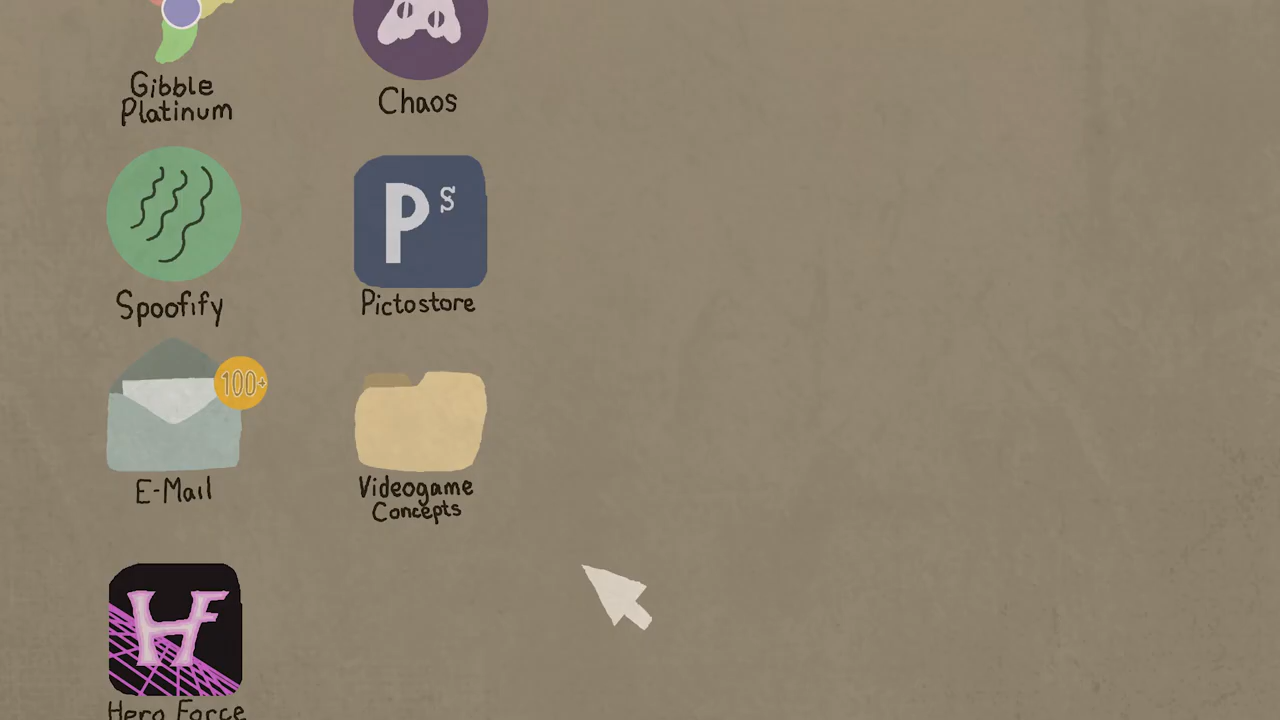 Gibble
Platinum
Chaos
Spoofify
Ps
Pictostore
100+
E-Mail
Videogame
Concepts
HF
Hero Force